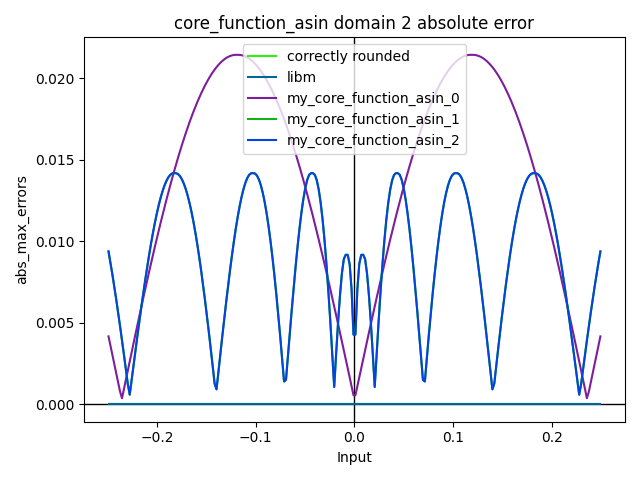 core_function_asin domain 2 absolute error
correctly rounded
libm
my_core_function_asin_0
my_core_function_asin_1
my_core_function_asin_2
abs_max_errors
0.020
0.015
0.010
0.005
0.000
−0.2 −0.1 0.0 0.1 0.2
Input